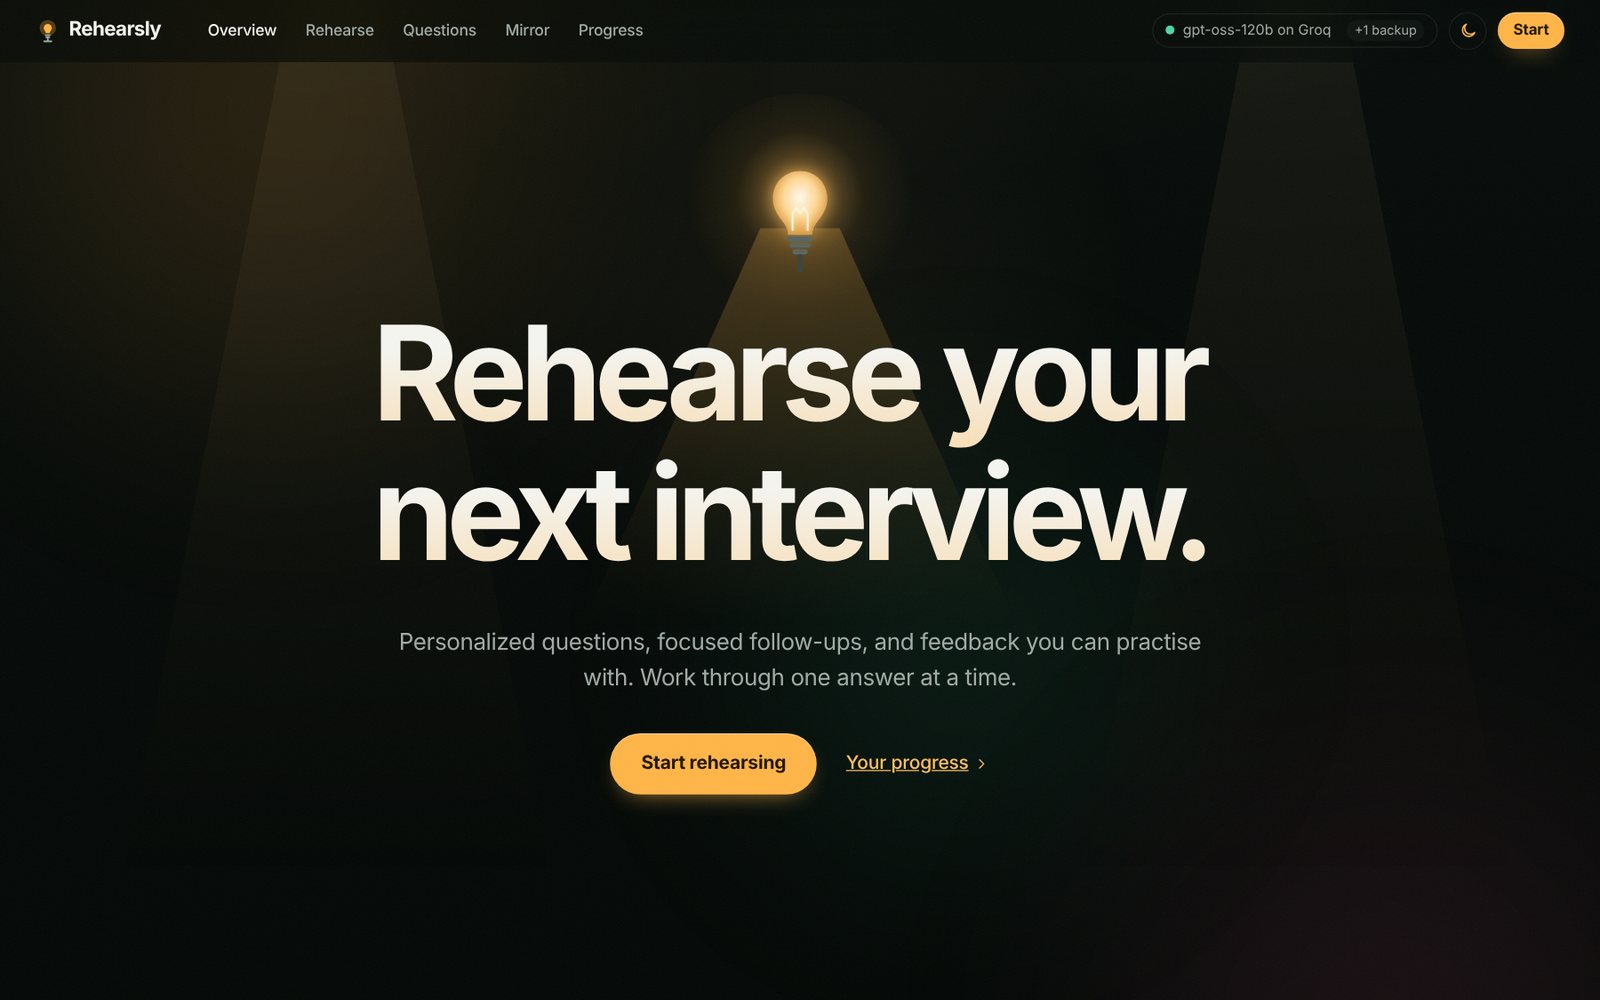 Rehearsly
Overview
Rehearse
Questions
Mirror
Progress
gpt-oss-120b on Groq
+1 backup
Start
Rehearse your
next interview.
Personalized questions, focused follow-ups, and feedback you can practise
with. Work through one answer at a time.
Start rehearsing
Your progress